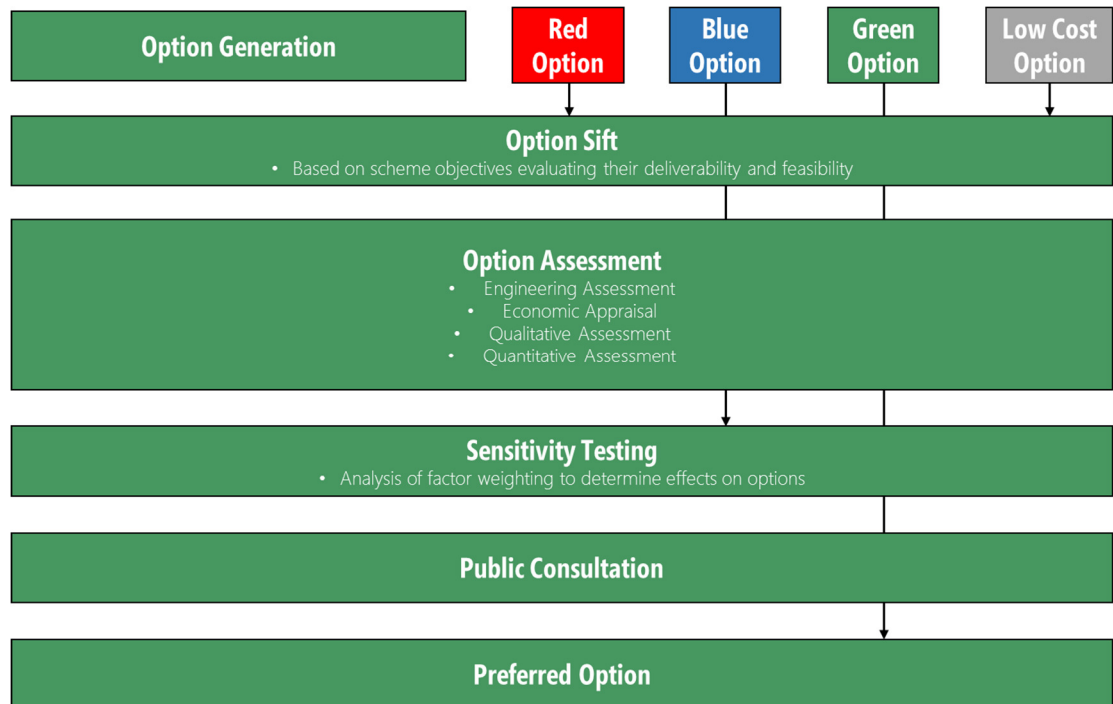 Option Generation
Red
Option
Blue
Option
Green
Option
Low Cost
Option
Option Sift
• Based on scheme objectives evaluating their deliverability and feasibility
Option Assessment
• Engineering Assessment
• Economic Appraisal
• Qualitative Assessment
• Quantitative Assessment
Sensitivity Testing
• Analysis of factor weighting to determine effects on options
Public Consultation
Preferred Option